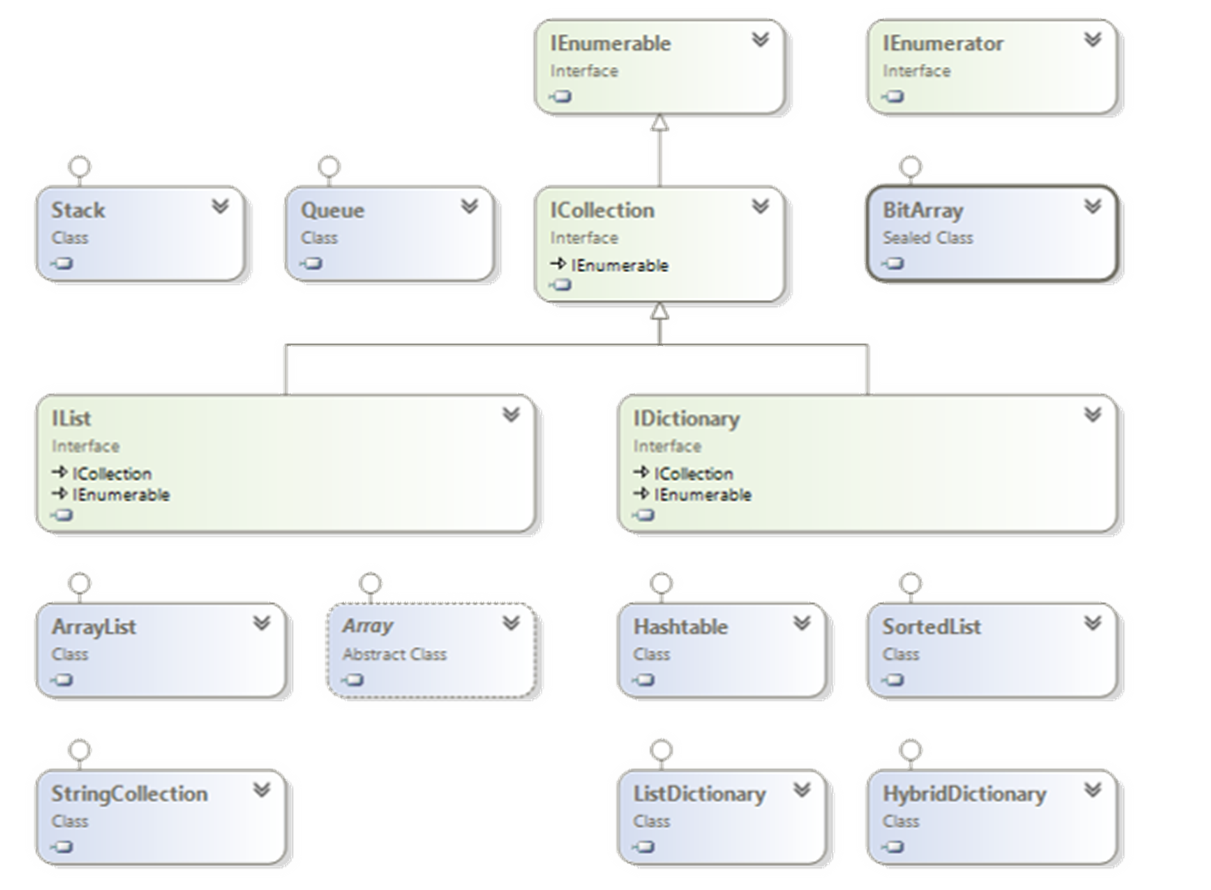 IEnumerable
Interface
IEnumerator
Interface
Stack
Class
Queue
Class
ICollection
Interface
IEnumerable
BitArray
Sealed Class
IList
Interface
ICollection
IEnumerable
IDictionary
Interface
ICollection
IEnumerable
ArrayList
Class
Array
Abstract Class
Hashtable
Class
SortedList
Class
StringCollection
Class
ListDictionary
Class
HybridDictionary
Class